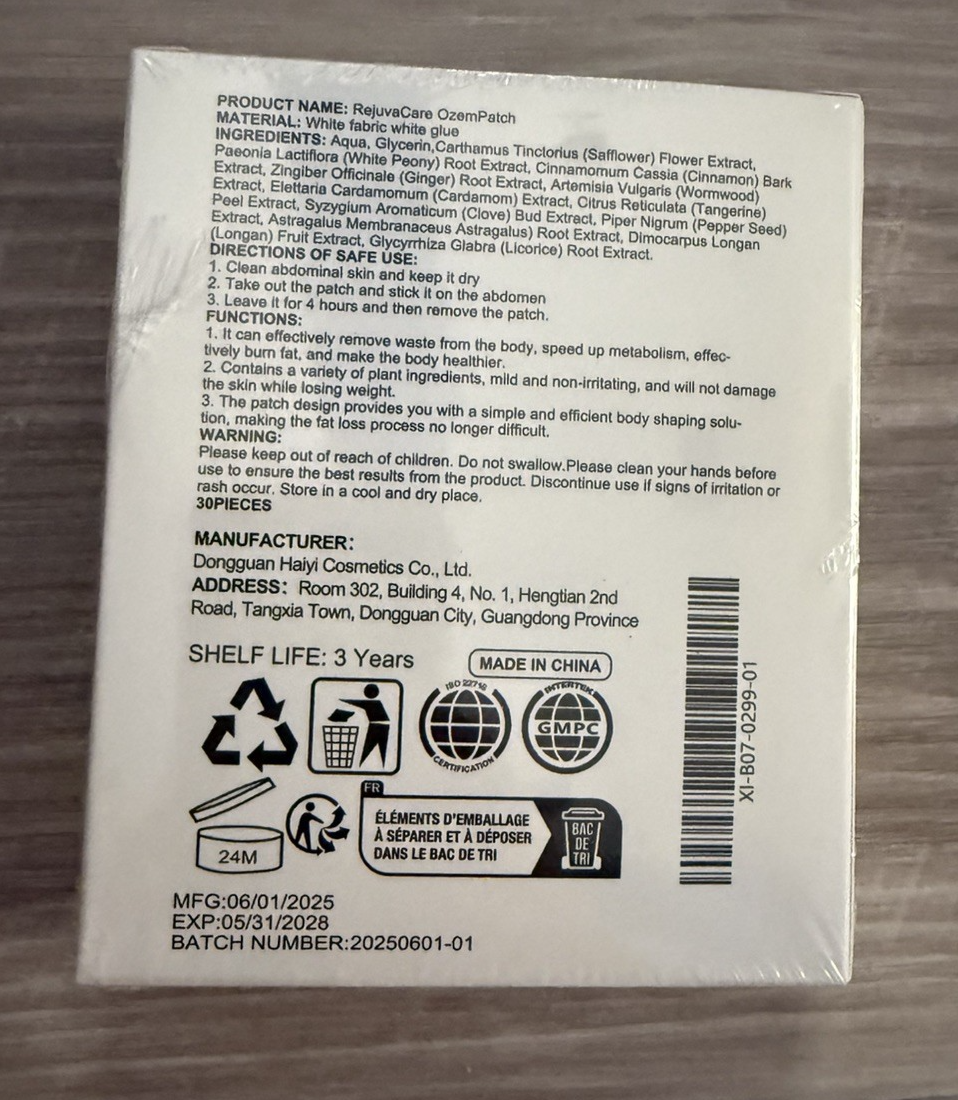 PRODUCT NAME: RejuvaCare OzemPatch
MATERIAL: White fabric white glue
INGREDIENTS: Aqua, Glycerin,Carthamus Tinctorius (Safflower) Flower Extract,
Paeonia Lactiflora (White Peony) Root Extract, Cinnamomum Cassia (Cinnamon) Bark
Extract, Zingiber Officinale (Ginger) Root Extract, Artemisia Vulgaris (Wormwood)
Extract, Elettaria Cardamomum (Cardamom) Extract, Citrus Reticulata (Tangerine)
Peel Extract, Syzygium Aromaticum (Clove) Bud Extract, Piper Nigrum (Pepper Seed)
Extract, Astragalus Membranaceus Astragalus) Root Extract, Dimocarpus Longan
(Longan) Fruit Extract, Glycyrrhiza Glabra (Licorice) Root Extract.
DIRECTIONS OF SAFE USE:
1. Clean abdominal skin and keep it dry
2. Take out the patch and stick it on the abdomen
3. Leave it for 4 hours and then remove the patch.
FUNCTIONS:
1. It can effectively remove waste from the body, speed up metabolism, effec-
tively burn fat, and make the body healthier.
2. Contains a variety of plant ingredients, mild and non-irritating, and will not damage
the skin while losing weight.
3. The patch design provides you with a simple and efficient body shaping solu-
tion, making the fat loss process no longer difficult.
WARNING:
Please keep out of reach of children. Do not swallow.Please clean your hands before
use to ensure the best results from the product. Discontinue use if signs of irritation or
rash occur. Store in a cool and dry place.
30PIECES
MANUFACTURER:
Dongguan Haiyi Cosmetics Co., Ltd.
ADDRESS: Room 302, Building 4, No. 1, Hengtian 2nd
Road, Tangxia Town, Dongguan City, Guangdong Province
SHELF LIFE: 3 Years
MADE IN CHINA
ISO 22716
CERTIFICATION
INTERTEK
GMPC
XI-B07-0299-01
24M
FR
ÉLÉMENTS D'EMBALLAGE
À SÉPARER ET À DÉPOSER
DANS LE BAC DE TRI
BAC
DE
TRI
MFG:06/01/2025
EXP:05/31/2028
BATCH NUMBER:20250601-01